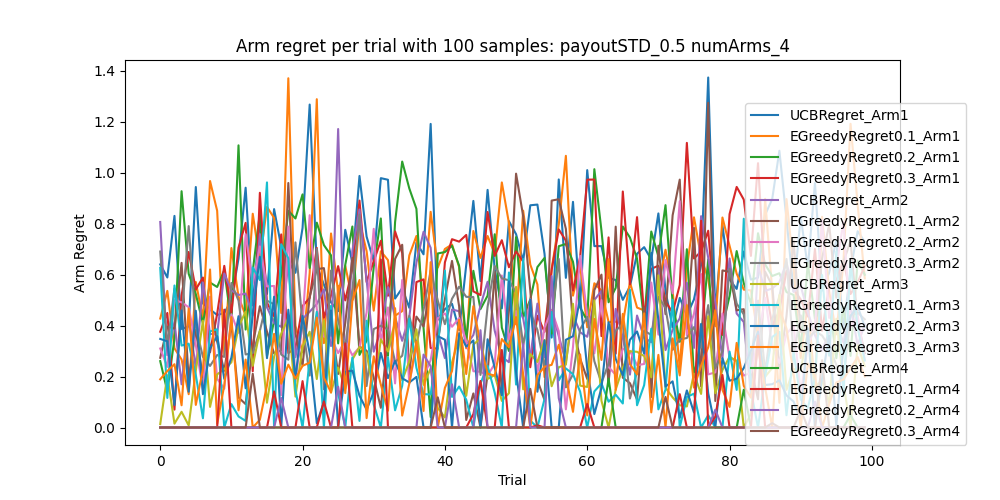 Arm regret per trial with 100 samples: payoutSTD_0.5 numArms_4
1.4
1.2
1.0
0.8
0.6
0.4
0.2
0.0
Arm Regret
0
20
40
60
80
100
Trial
UCBRegret_Arm1
EGreedyRegret0.1_Arm1
EGreedyRegret0.2_Arm1
EGreedyRegret0.3_Arm1
UCBRegret_Arm2
EGreedyRegret0.1_Arm2
EGreedyRegret0.2_Arm2
EGreedyRegret0.3_Arm2
UCBRegret_Arm3
EGreedyRegret0.1_Arm3
EGreedyRegret0.2_Arm3
EGreedyRegret0.3_Arm3
UCBRegret_Arm4
EGreedyRegret0.1_Arm4
EGreedyRegret0.2_Arm4
EGreedyRegret0.3_Arm4